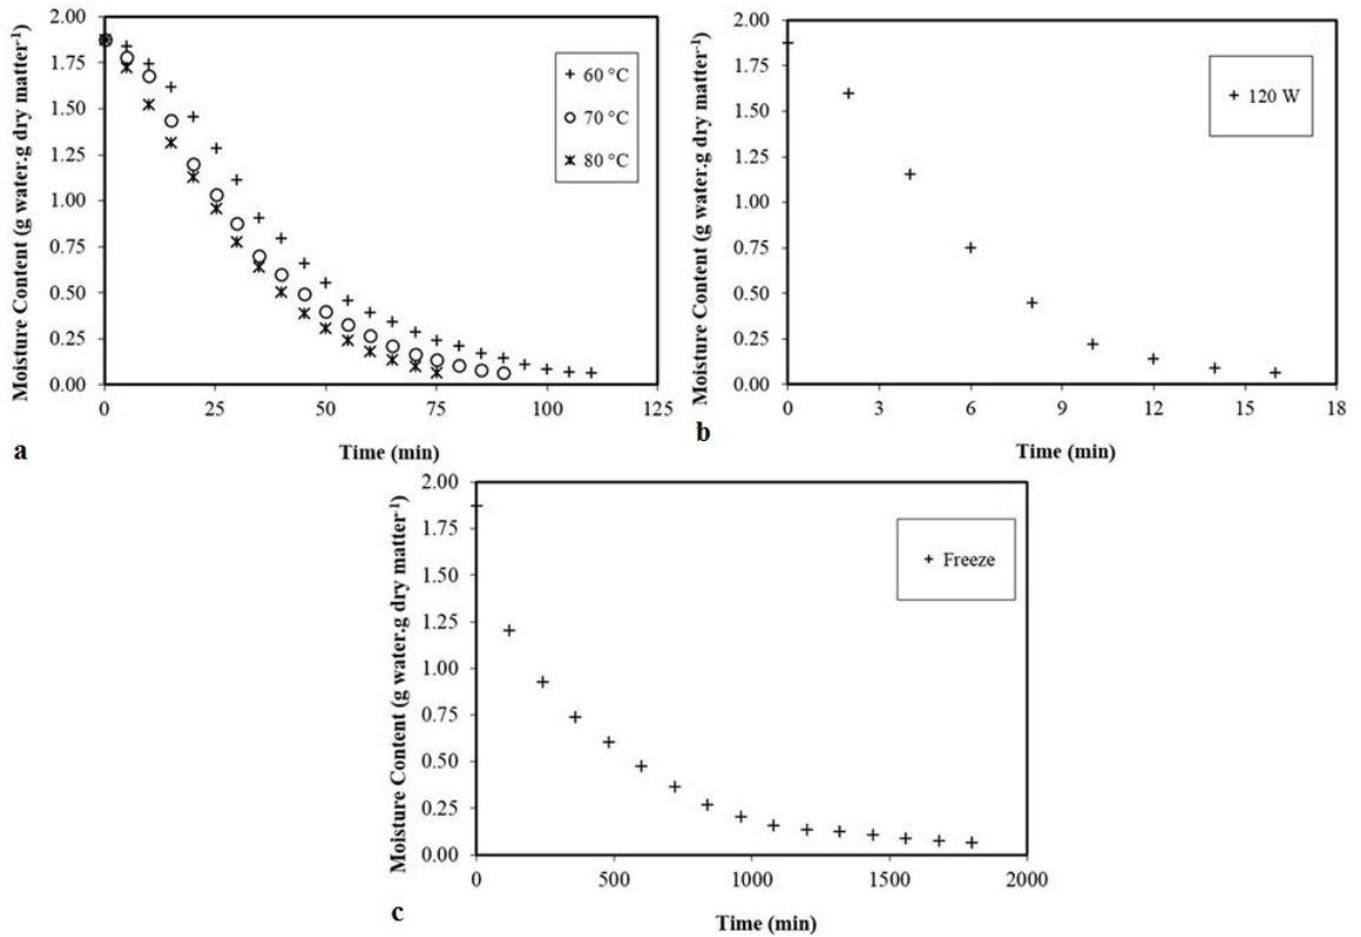 Moisture Content (g water.g dry matter⁻¹)
2.00
1.75
1.50
1.25
1.00
0.75
0.50
0.25
0.00
0 25 50 75 100 125
Time (min)
+ 60 °C
○ 70 °C
ж 80 °C
a
Moisture Content (g water.g dry matter⁻¹)
2.00
1.75
1.50
1.25
1.00
0.75
0.50
0.25
0.00
0 3 6 9 12 15 18
Time (min)
+ 120 W
b
Moisture Content (g water.g dry matter⁻¹)
2.00
1.75
1.50
1.25
1.00
0.75
0.50
0.25
0.00
0 500 1000 1500 2000
Time (min)
+ Freeze
c